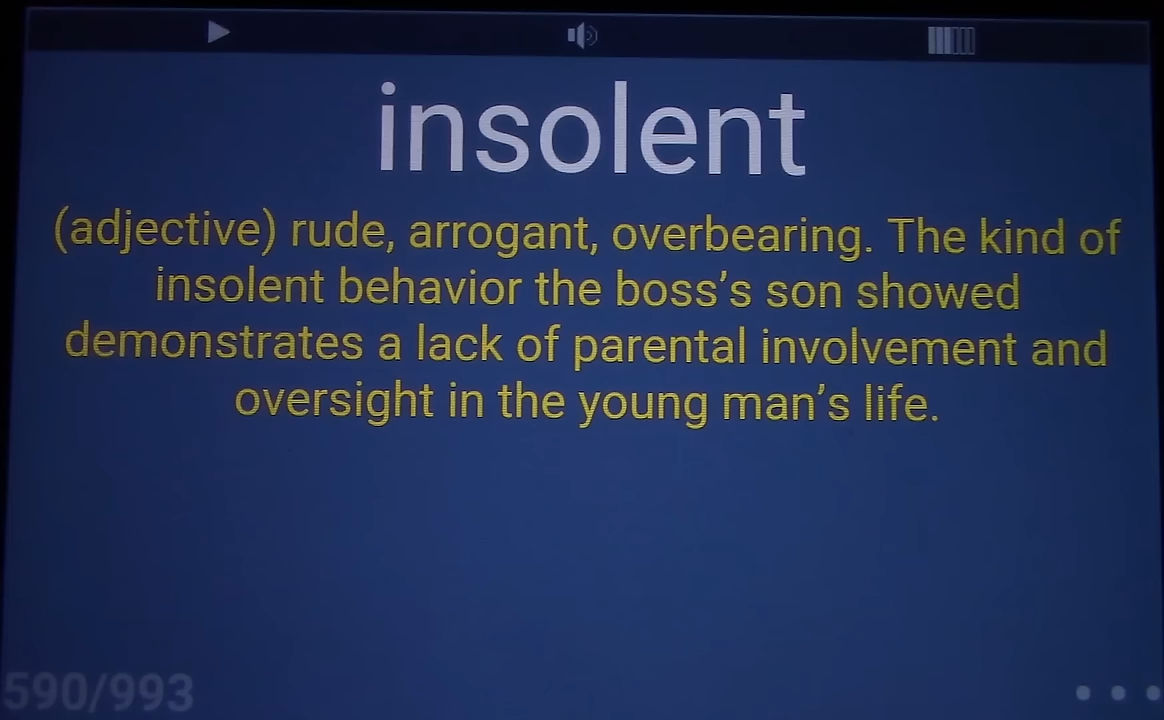 insolent
(adjective) rude, arrogant, overbearing. The kind of
insolent behavior the boss’s son showed
demonstrates a lack of parental involvement and
oversight in the young man’s life.
590/993